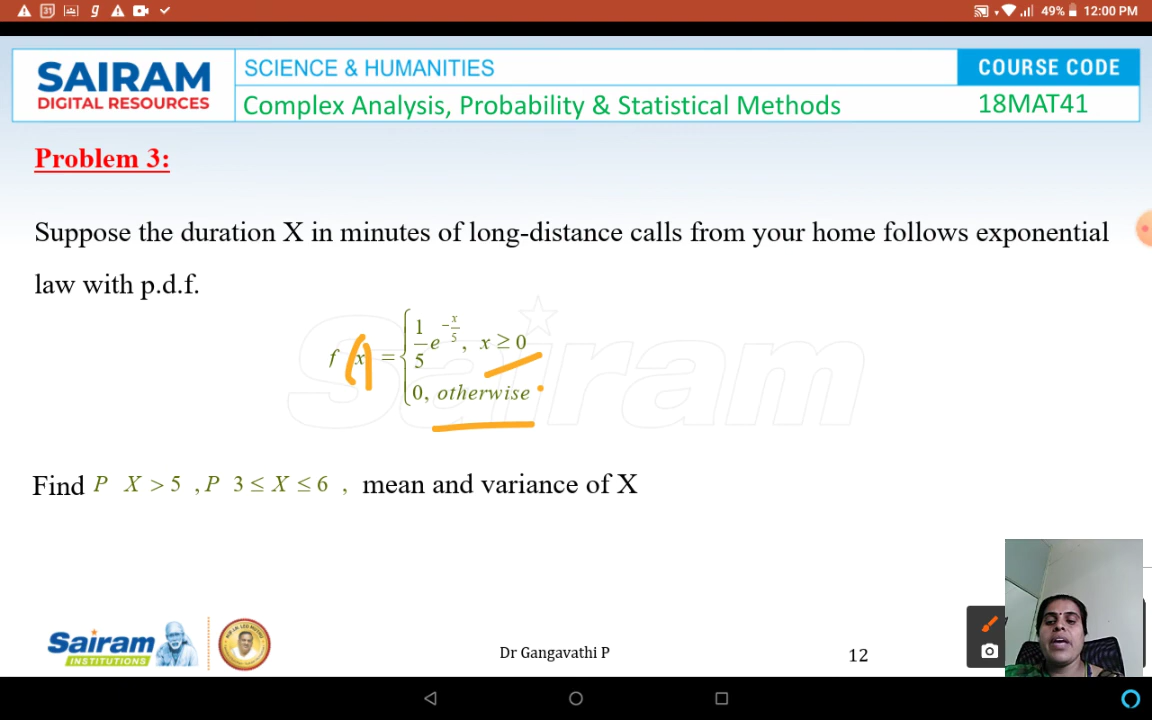 31 g 49% 12:00 PM
SAIRAM
DIGITAL RESOURCES
SCIENCE & HUMANITIES
COURSE CODE
Complex Analysis, Probability & Statistical Methods
18MAT41
Problem 3:
Suppose the duration X in minutes of long-distance calls from your home follows exponential
law with p.d.f.
f (x) = { 1/5 e^(-x/5), x ≥ 0
0, otherwise
Sairam
Find P X > 5 , P 3 ≤ X ≤ 6 , mean and variance of X
Sairam
INSTITUTIONS
Dr Gangavathi P
12